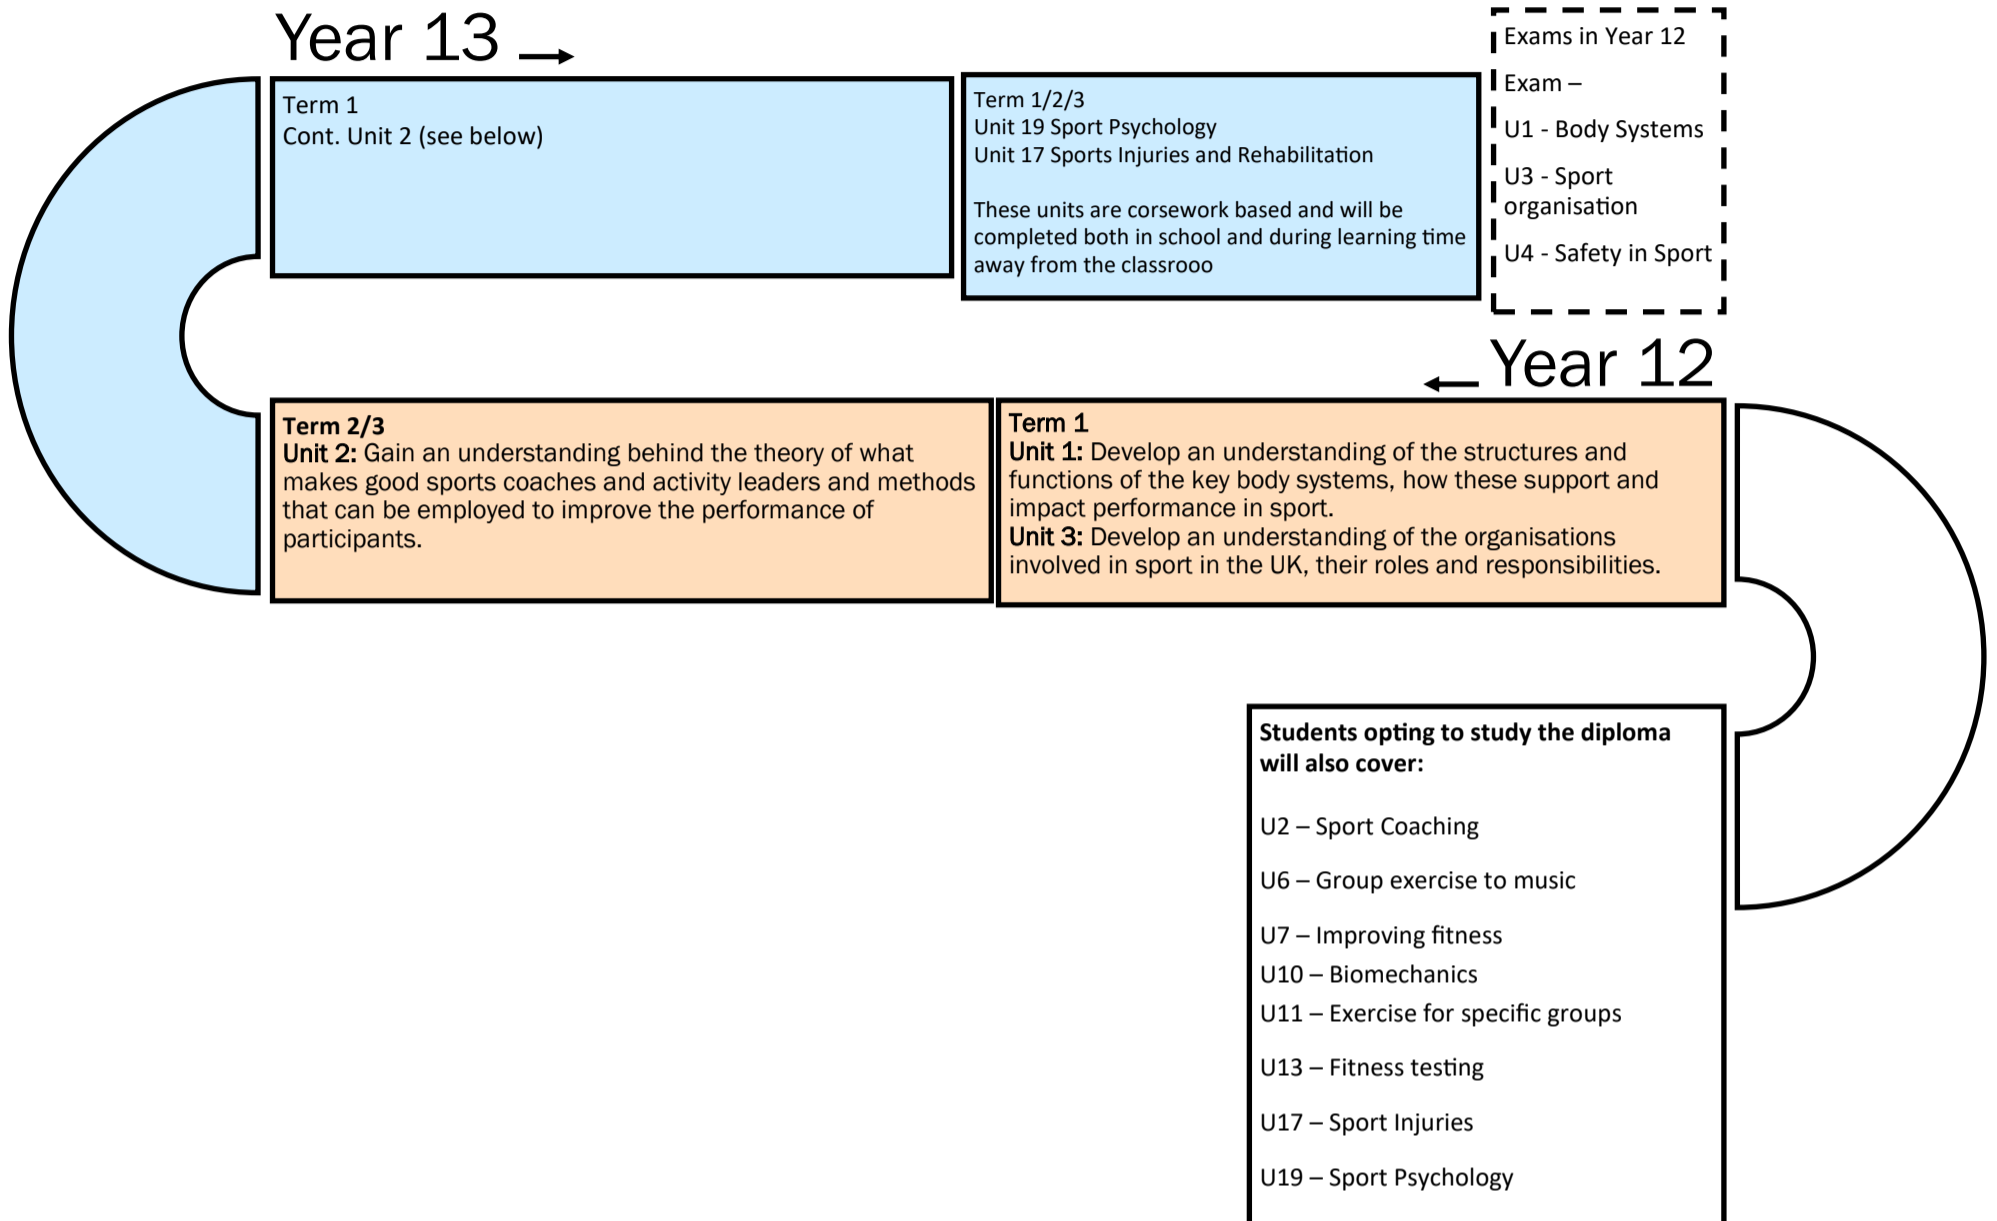 Year 13
Term 1
Cont. Unit 2 (see below)
Term 1/2/3
Unit 19 Sport Psychology
Unit 17 Sports Injuries and Rehabilitation
These units are corsework based and will be
completed both in school and during learning time
away from the classrooo
Exams in Year 12
Exam –
U1 - Body Systems
U3 - Sport
organisation
U4 - Safety in Sport
Year 12
Term 2/3
Unit 2: Gain an understanding behind the theory of what
makes good sports coaches and activity leaders and methods
that can be employed to improve the performance of
participants.
Term 1
Unit 1: Develop an understanding of the structures and
functions of the key body systems, how these support and
impact performance in sport.
Unit 3: Develop an understanding of the organisations
involved in sport in the UK, their roles and responsibilities.
Students opting to study the diploma
will also cover:
U2 – Sport Coaching
U6 – Group exercise to music
U7 – Improving fitness
U10 – Biomechanics
U11 – Exercise for specific groups
U13 – Fitness testing
U17 – Sport Injuries
U19 – Sport Psychology